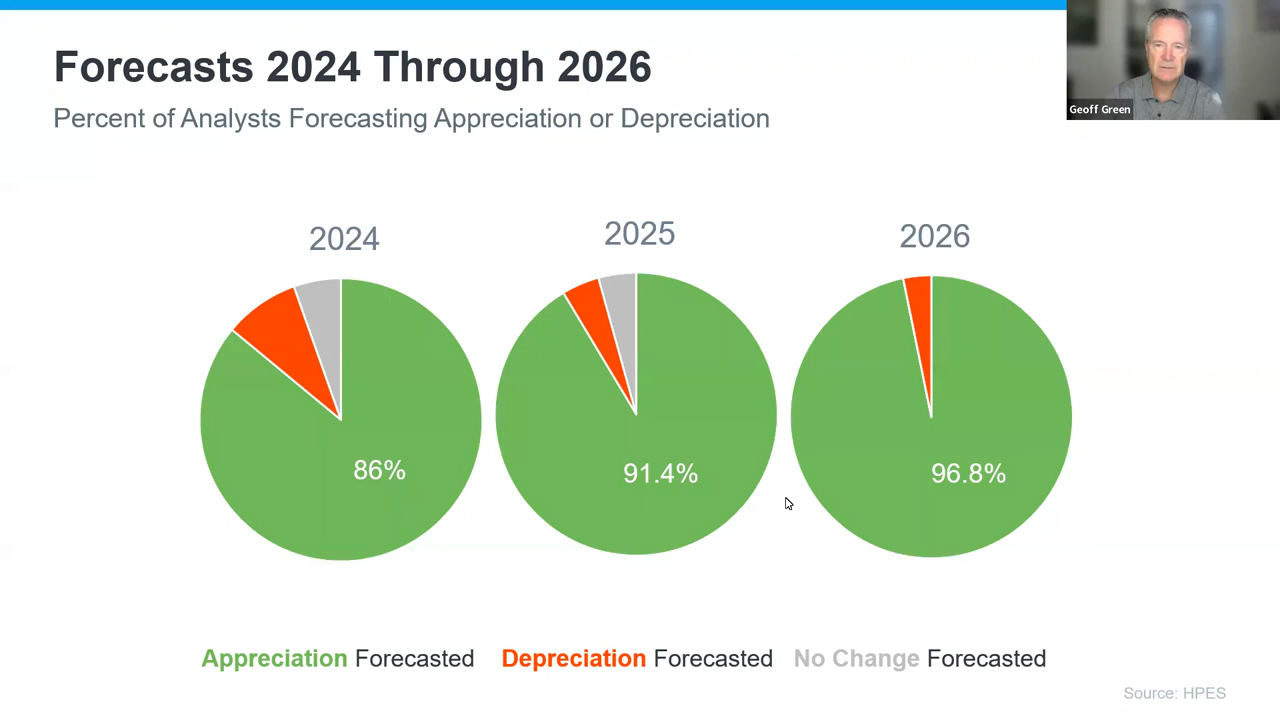 Forecasts 2024 Through 2026
Percent of Analysts Forecasting Appreciation or Depreciation
Geoff Green
2024
2025
2026
86%
91.4%
96.8%
Appreciation Forecasted
Depreciation Forecasted
No Change Forecasted
Source: HPES